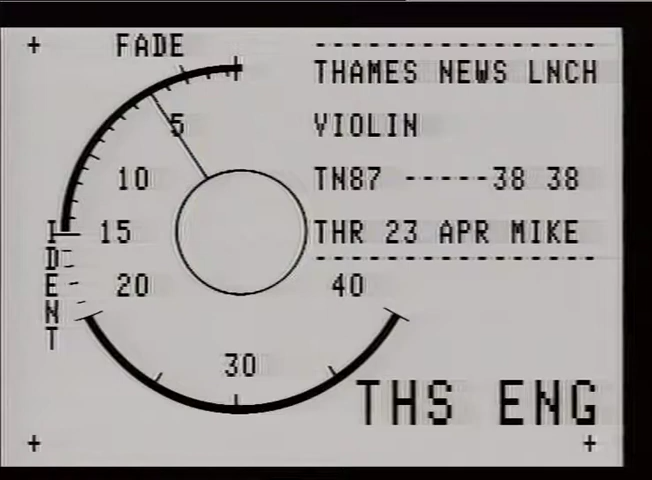 FADE
THAMES NEWS LNCH
VIOLIN
TN87 -----38 38
THR 23 APR MIKE
5
10
15
20
30
40
IDENT
THS ENG